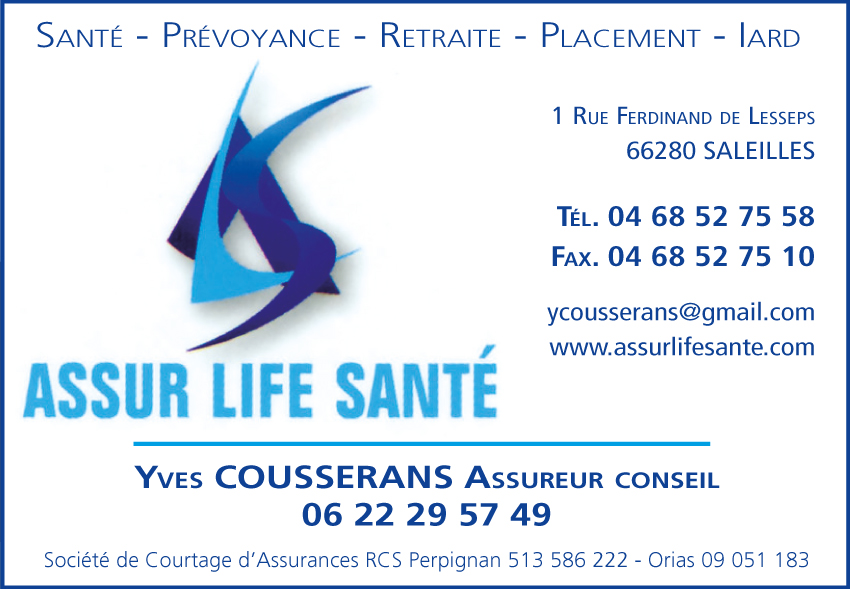 Santé - Prévoyance - Retraite - Placement - Iard
1 Rue Ferdinand de Lesseps
66280 SALEILLES
Tél. 04 68 52 75 58
Fax. 04 68 52 75 10
ycousserans@gmail.com
www.assurlifesante.com
ASSUR LIFE SANTÉ
Yves COUSSERANS Assureur conseil
06 22 29 57 49
Société de Courtage d'Assurances RCS Perpignan 513 586 222 - Orias 09 051 183